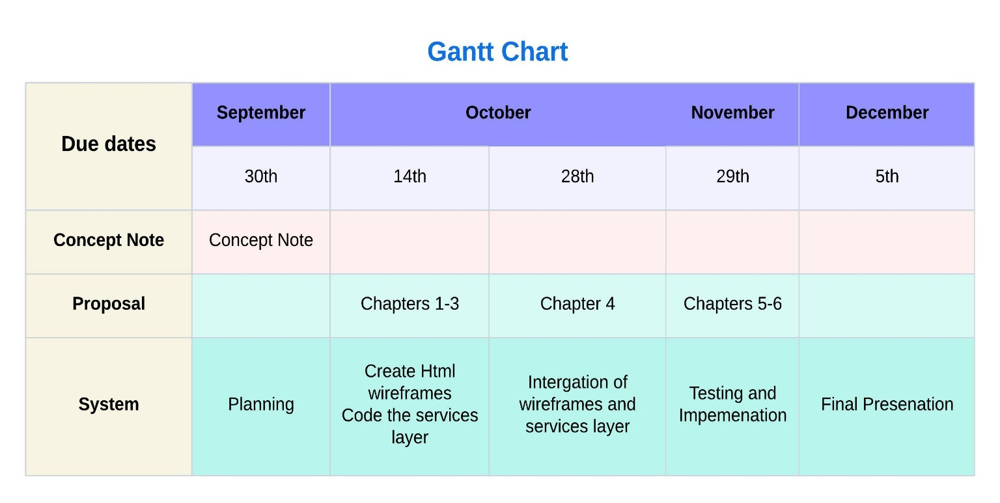 Gantt Chart
Due dates
September
October
November
December
30th
14th
28th
29th
5th
Concept Note
Concept Note
Proposal
Chapters 1-3
Chapter 4
Chapters 5-6
System
Planning
Create Html
wireframes
Code the services
layer
Intergation of
wireframes and
services layer
Testing and
Impemenation
Final Presenation